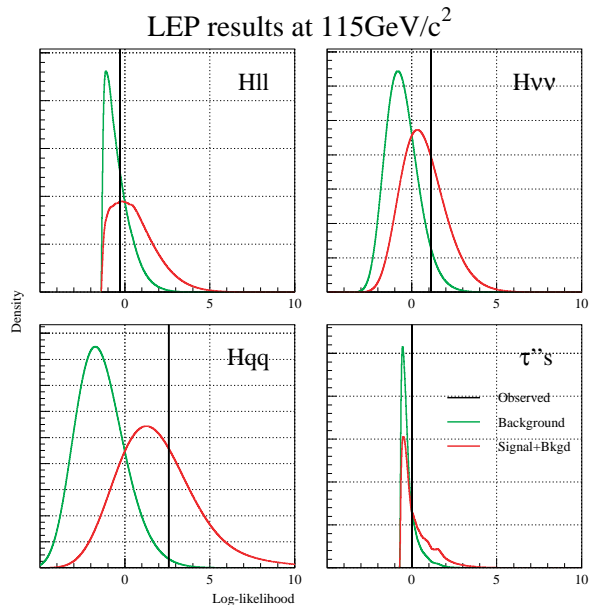 LEP results at 115GeV/c²
Hll
Hνν
0 5 10
0 5 10
Density
Hqq
τ’’s
Observed
Background
Signal+Bkgd
0 5 10
0 5 10
Log-likelihood